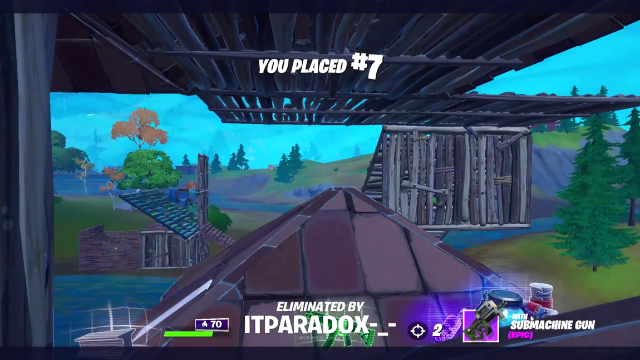 YOU PLACED #7
ELIMINATED BY
ITPARADOX-_-
70
2
WITH
SUBMACHINE GUN
(EPIC)